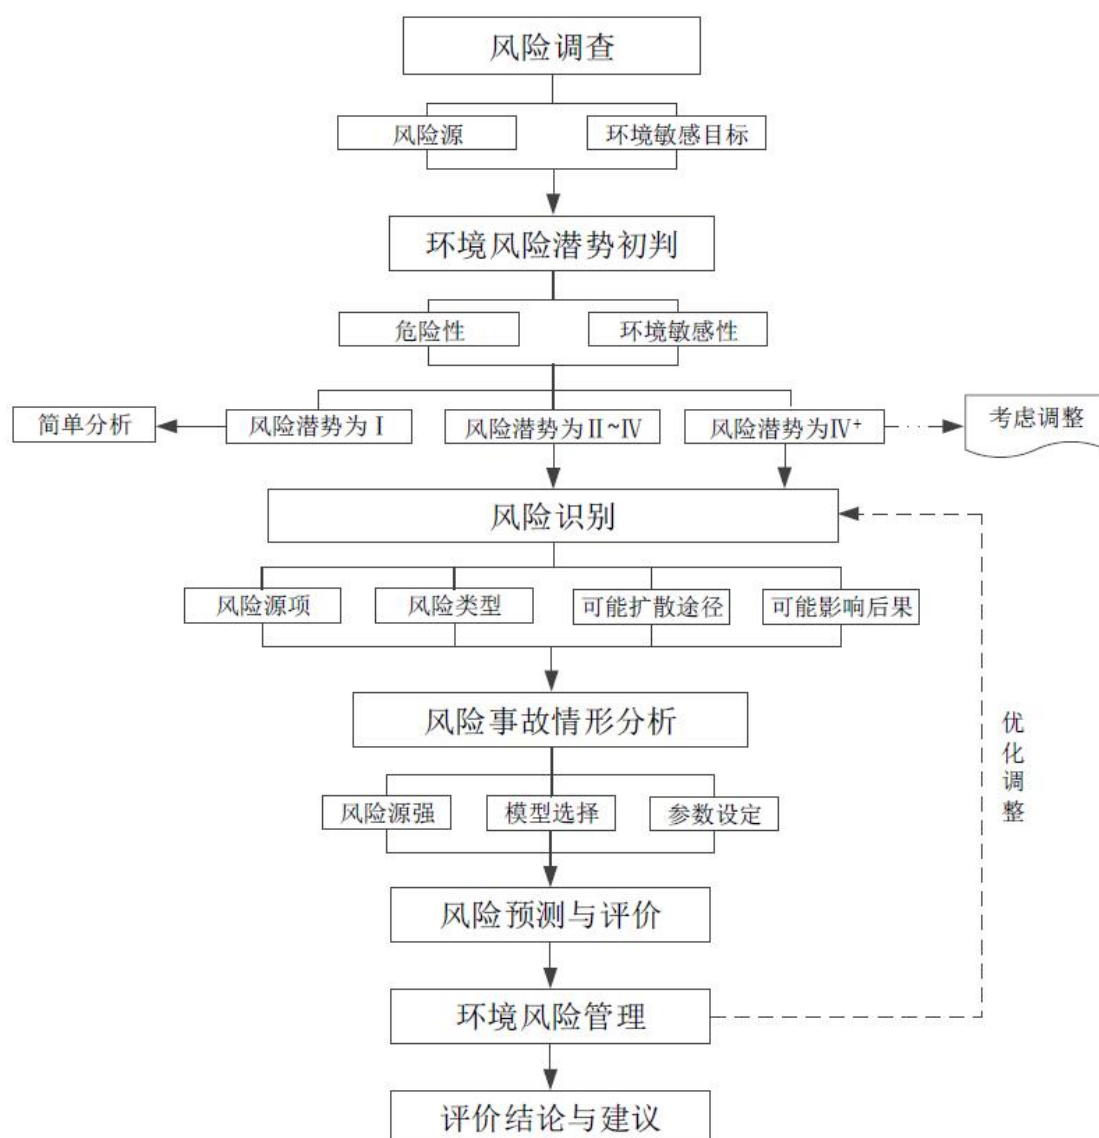 风险调查
风险源
环境敏感目标
环境风险潜势初判
危险性
环境敏感性
简单分析
风险潜势为Ⅰ
风险潜势为Ⅱ~Ⅳ
风险潜势为Ⅳ⁺
考虑调整
风险识别
风险源项
风险类型
可能扩散途径
可能影响后果
风险事故情形分析
优化调整
风险源强
模型选择
参数设定
风险预测与评价
环境风险管理
评价结论与建议